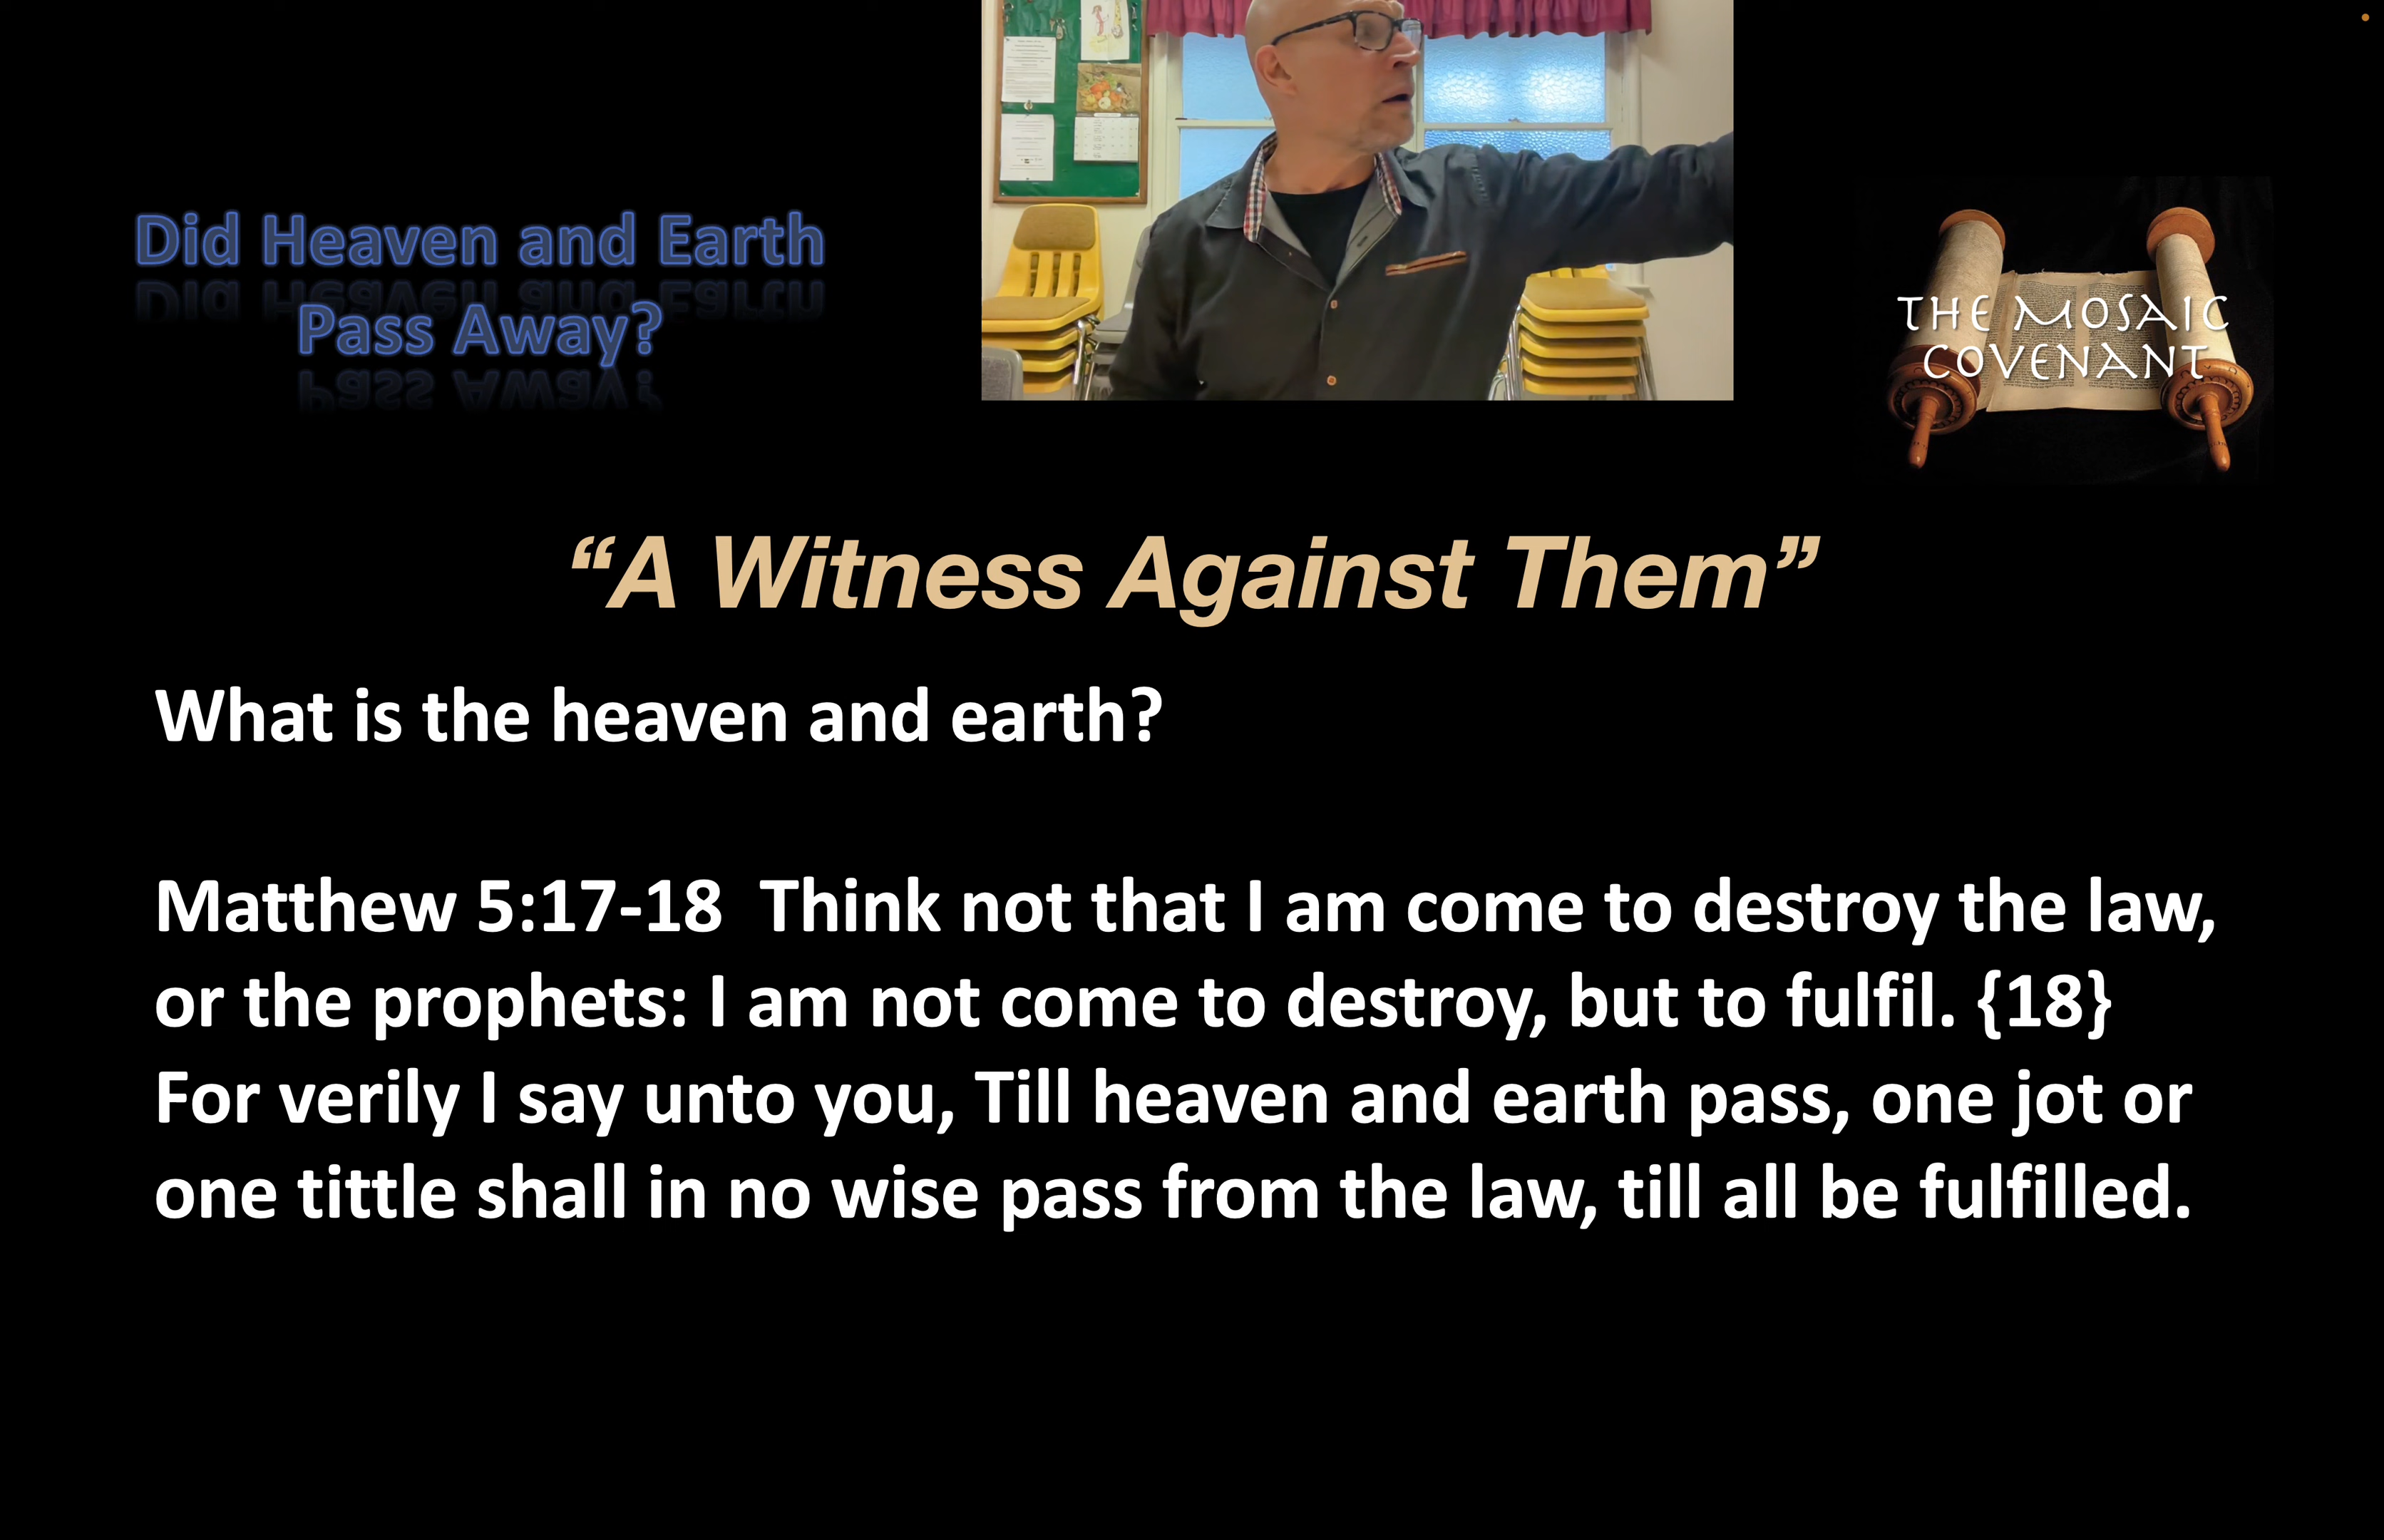 Did Heaven and Earth
Pass Away?
THE MOSAIC
COVENANT
“A Witness Against Them”
What is the heaven and earth?
Matthew 5:17-18  Think not that I am come to destroy the law,
or the prophets: I am not come to destroy, but to fulfil. {18}
For verily I say unto you, Till heaven and earth pass, one jot or
one tittle shall in no wise pass from the law, till all be fulfilled.